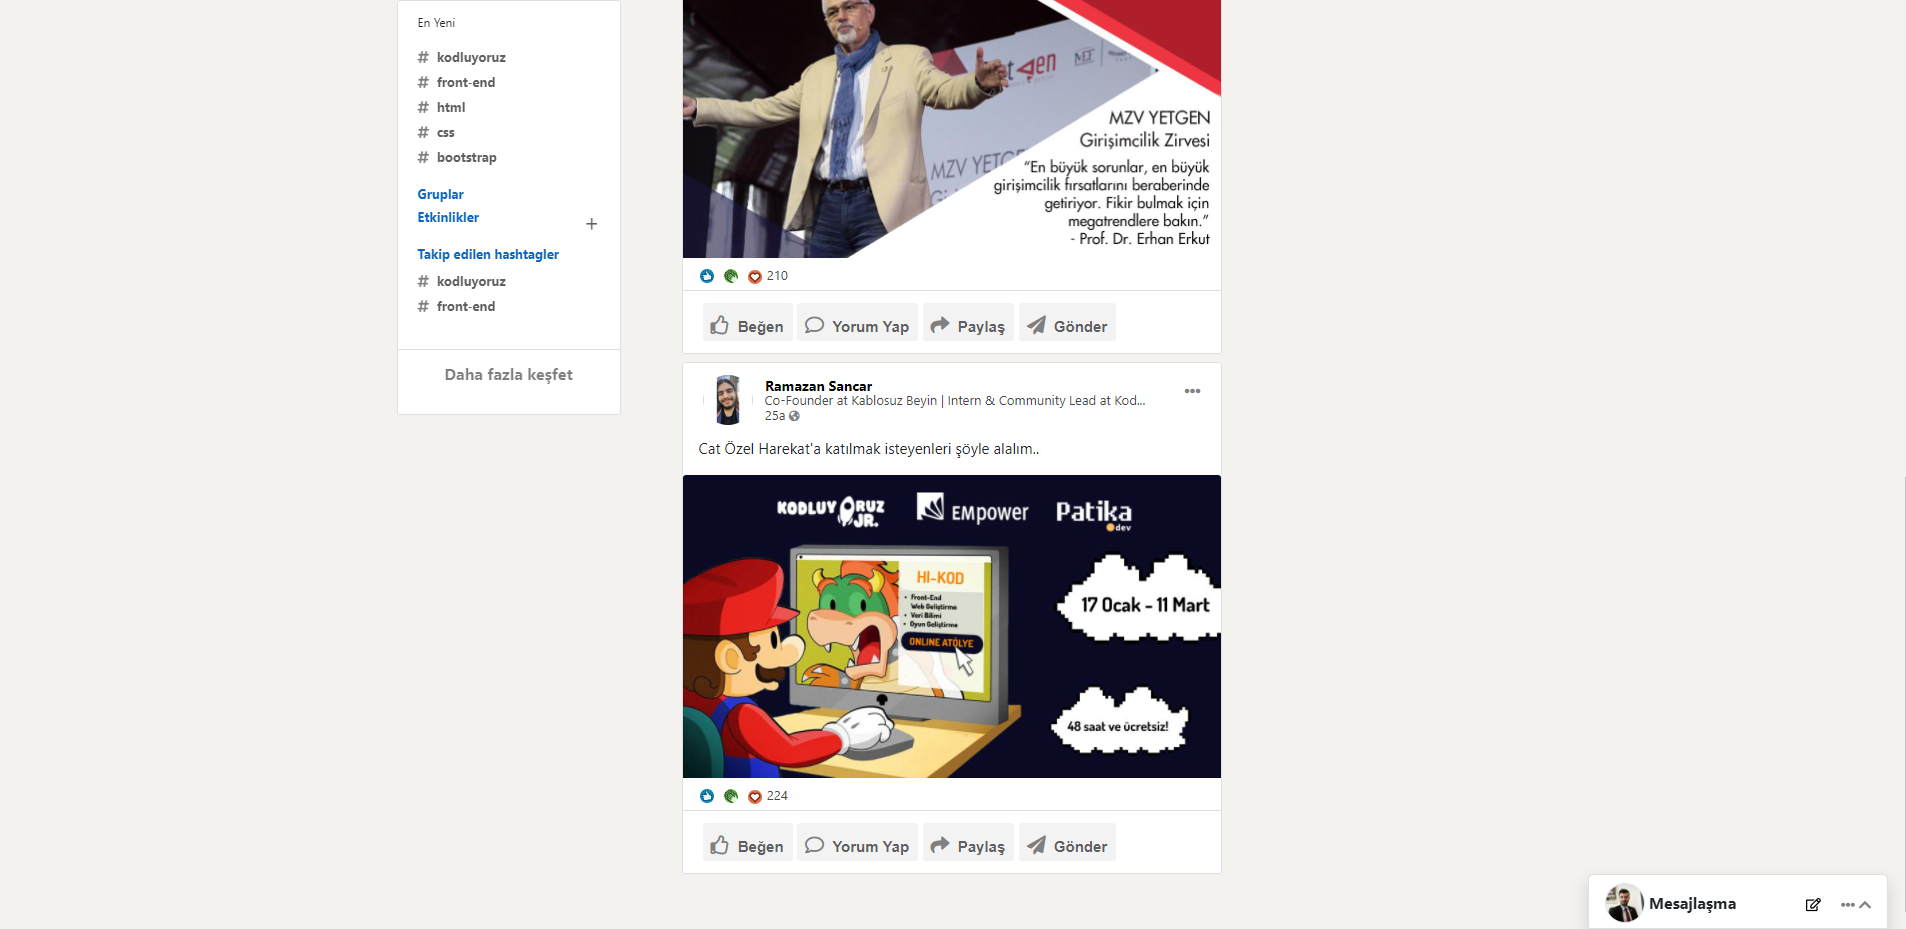 En Yeni
# kodluyoruz
# front-end
# html
# css
# bootstrap
Gruplar
Etkinlikler
+
Takip edilen hashtagler
# kodluyoruz
# front-end
Daha fazla keşfet
MZV YETGEN
MZV YETGEN
Girişimcilik Zirvesi
“En büyük sorunlar, en büyük
girişimcilik fırsatlarını beraberinde
getiriyor. Fikir bulmak için
megatrendlere bakın.”
- Prof. Dr. Erhan Erkut
210
Beğen Yorum Yap Paylaş Gönder
Ramazan Sancar
Co-Founder at Kablosuz Beyin | Intern & Community Lead at Kod...
25a
Cat Özel Harekat'a katılmak isteyenleri şöyle alalım..
KODLUYORUZ JR. EMpower Patika dev
HI-KOD
• Front-End
Web Geliştirme
• Veri Bilimi
• Oyun Geliştirme
ONLINE ATÖLYE
17 Ocak - 11 Mart
48 saat ve ücretsiz!
224
Beğen Yorum Yap Paylaş Gönder
Mesajlaşma